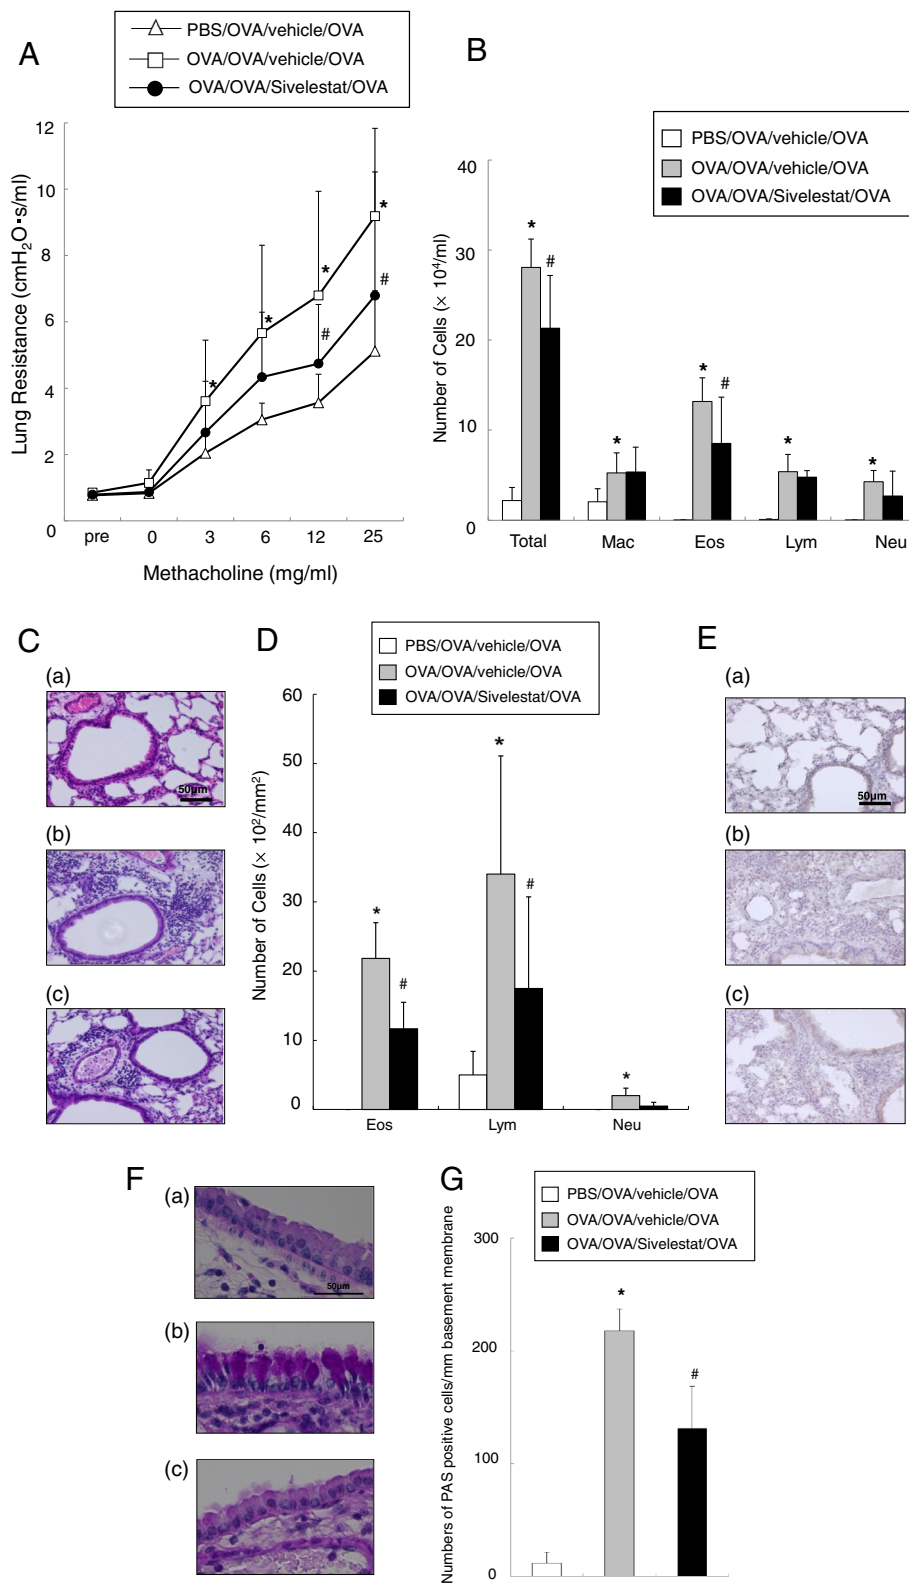 A
PBS/OVA/vehicle/OVA
OVA/OVA/vehicle/OVA
OVA/OVA/Sivelestat/OVA
Lung Resistance (cmH₂O•s/ml)
12
10
8
6
4
2
0
*
*
*
*
#
#
pre 0 3 6 12 25
Methacholine (mg/ml)
B
PBS/OVA/vehicle/OVA
OVA/OVA/vehicle/OVA
OVA/OVA/Sivelestat/OVA
Number of Cells (× 10⁴/ml)
40
30
20
10
0
* # * * # * *
Total Mac Eos Lym Neu
C
(a)
50μm
(b)
(c)
D
PBS/OVA/vehicle/OVA
OVA/OVA/vehicle/OVA
OVA/OVA/Sivelestat/OVA
Number of Cells (× 10²/mm²)
60
50
40
30
20
10
0
* # * # *
Eos Lym Neu
E
(a)
50μm
(b)
(c)
F
(a)
50μm
(b)
(c)
G
PBS/OVA/vehicle/OVA
OVA/OVA/vehicle/OVA
OVA/OVA/Sivelestat/OVA
Numbers of PAS positive cells/mm basement membrane
300
200
100
0
* #